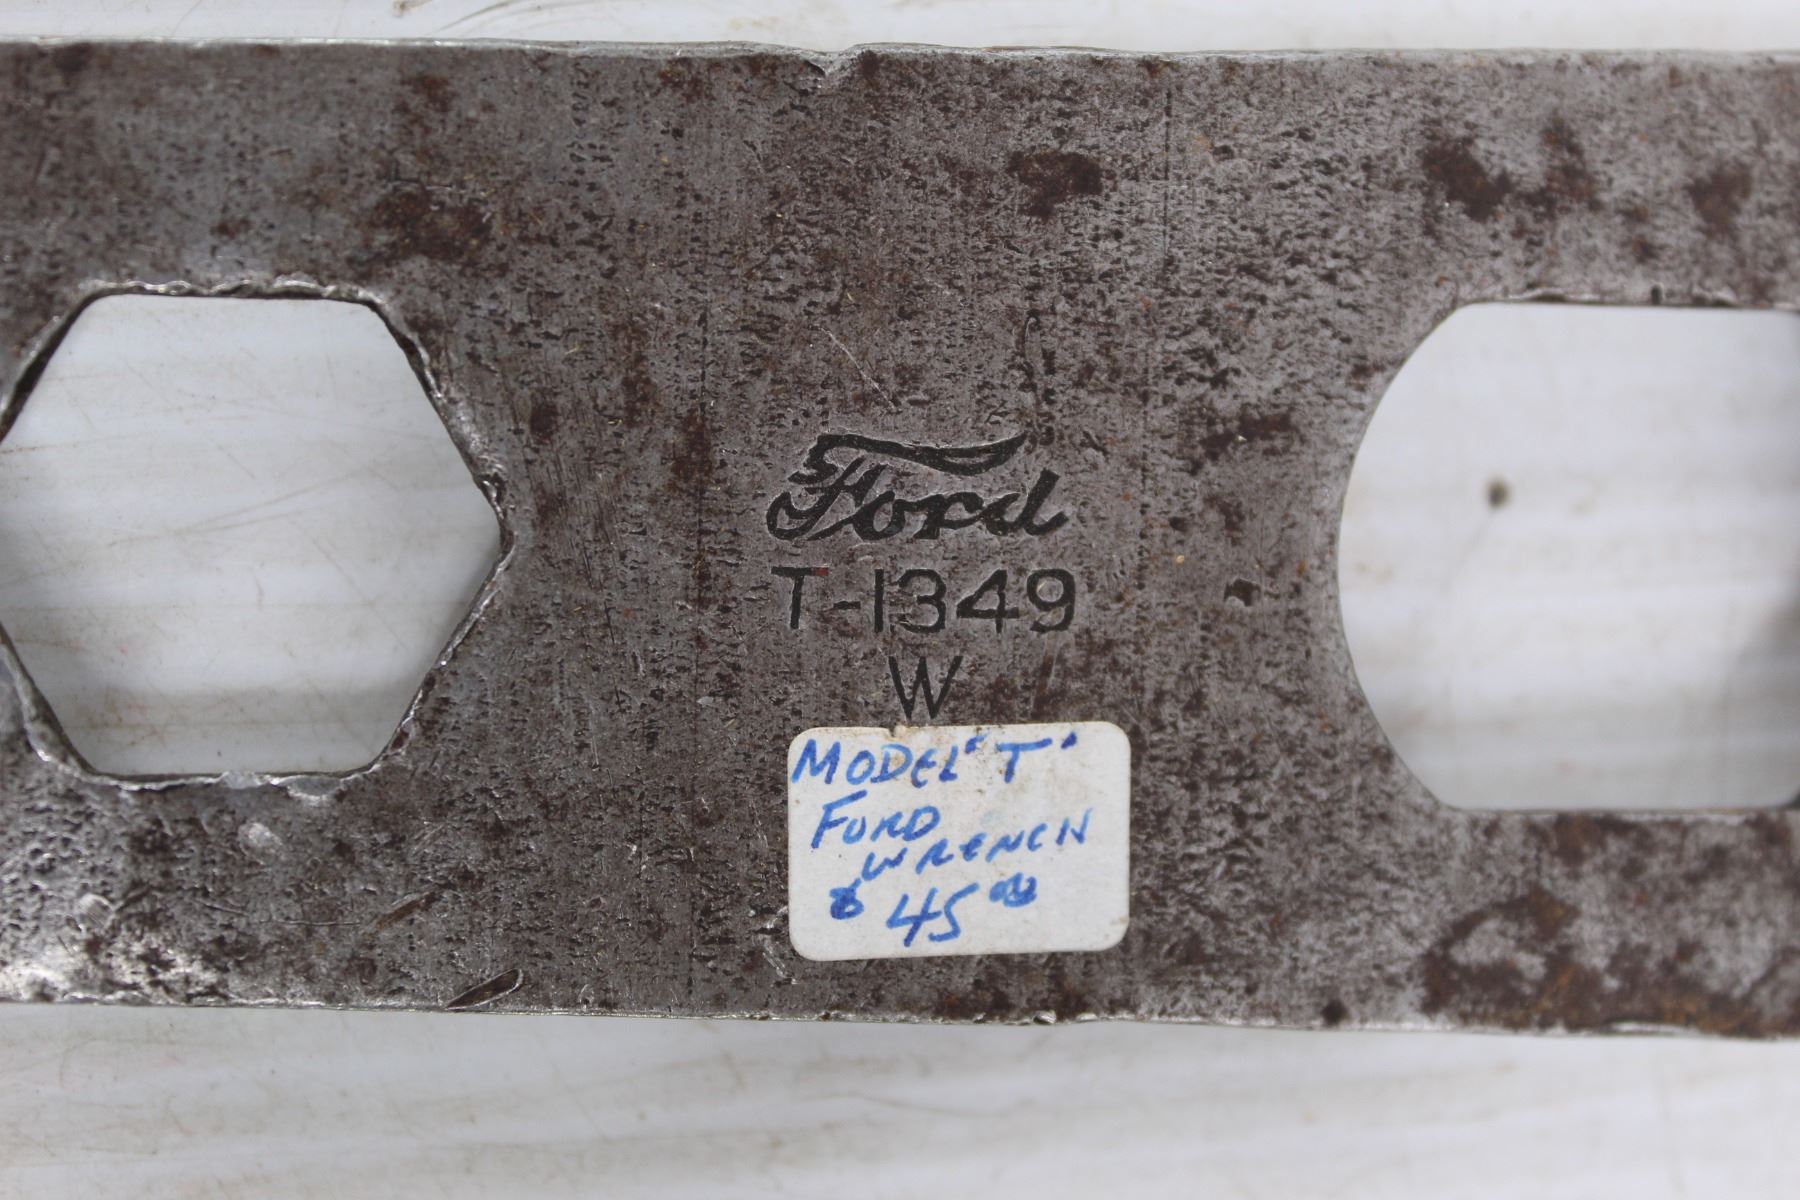 Ford
T-1349
W
MODEL "T"
FORD
WRENCH
$45.00